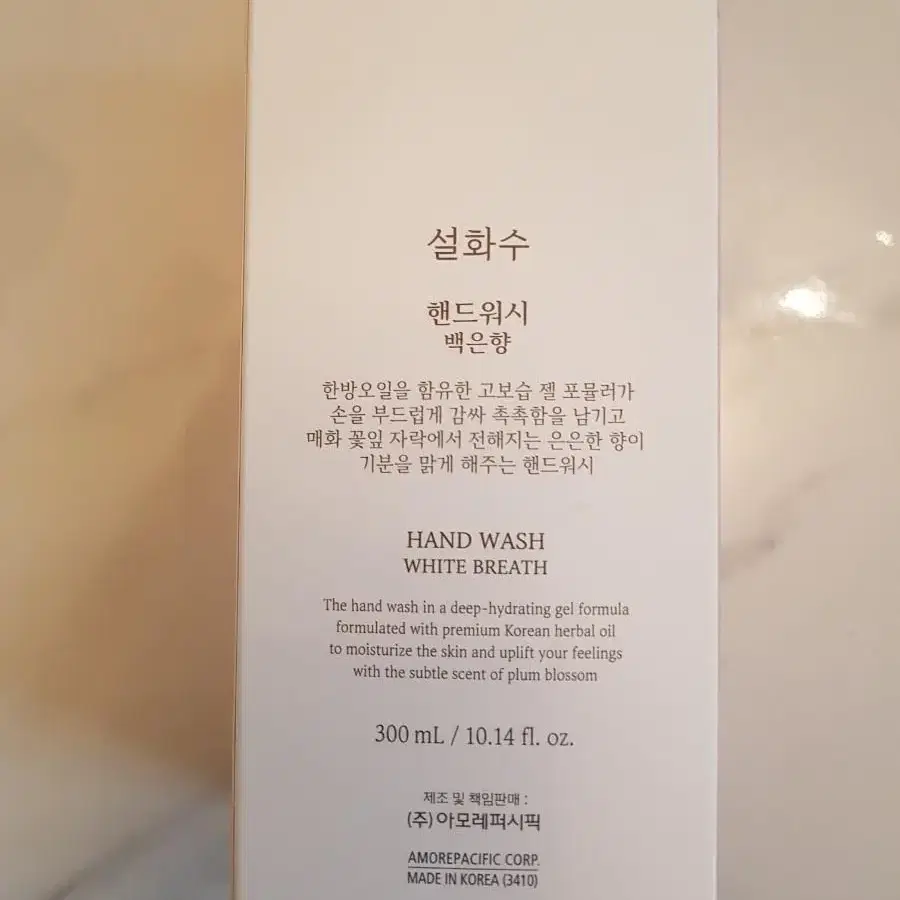 설화수
핸드워시
백은향
한방오일을 함유한 고보습 젤 포뮬러가
손을 부드럽게 감싸 촉촉함을 남기고
매화 꽃잎 자락에서 전해지는 은은한 향이
기분을 맑게 해주는 핸드워시
HAND WASH
WHITE BREATH
The hand wash in a deep-hydrating gel formula
formulated with premium Korean herbal oil
to moisturize the skin and uplift your feelings
with the subtle scent of plum blossom
300 mL / 10.14 fl. oz.
제조 및 책임판매 :
(주)아모레퍼시픽
AMOREPACIFIC CORP.
MADE IN KOREA (3410)